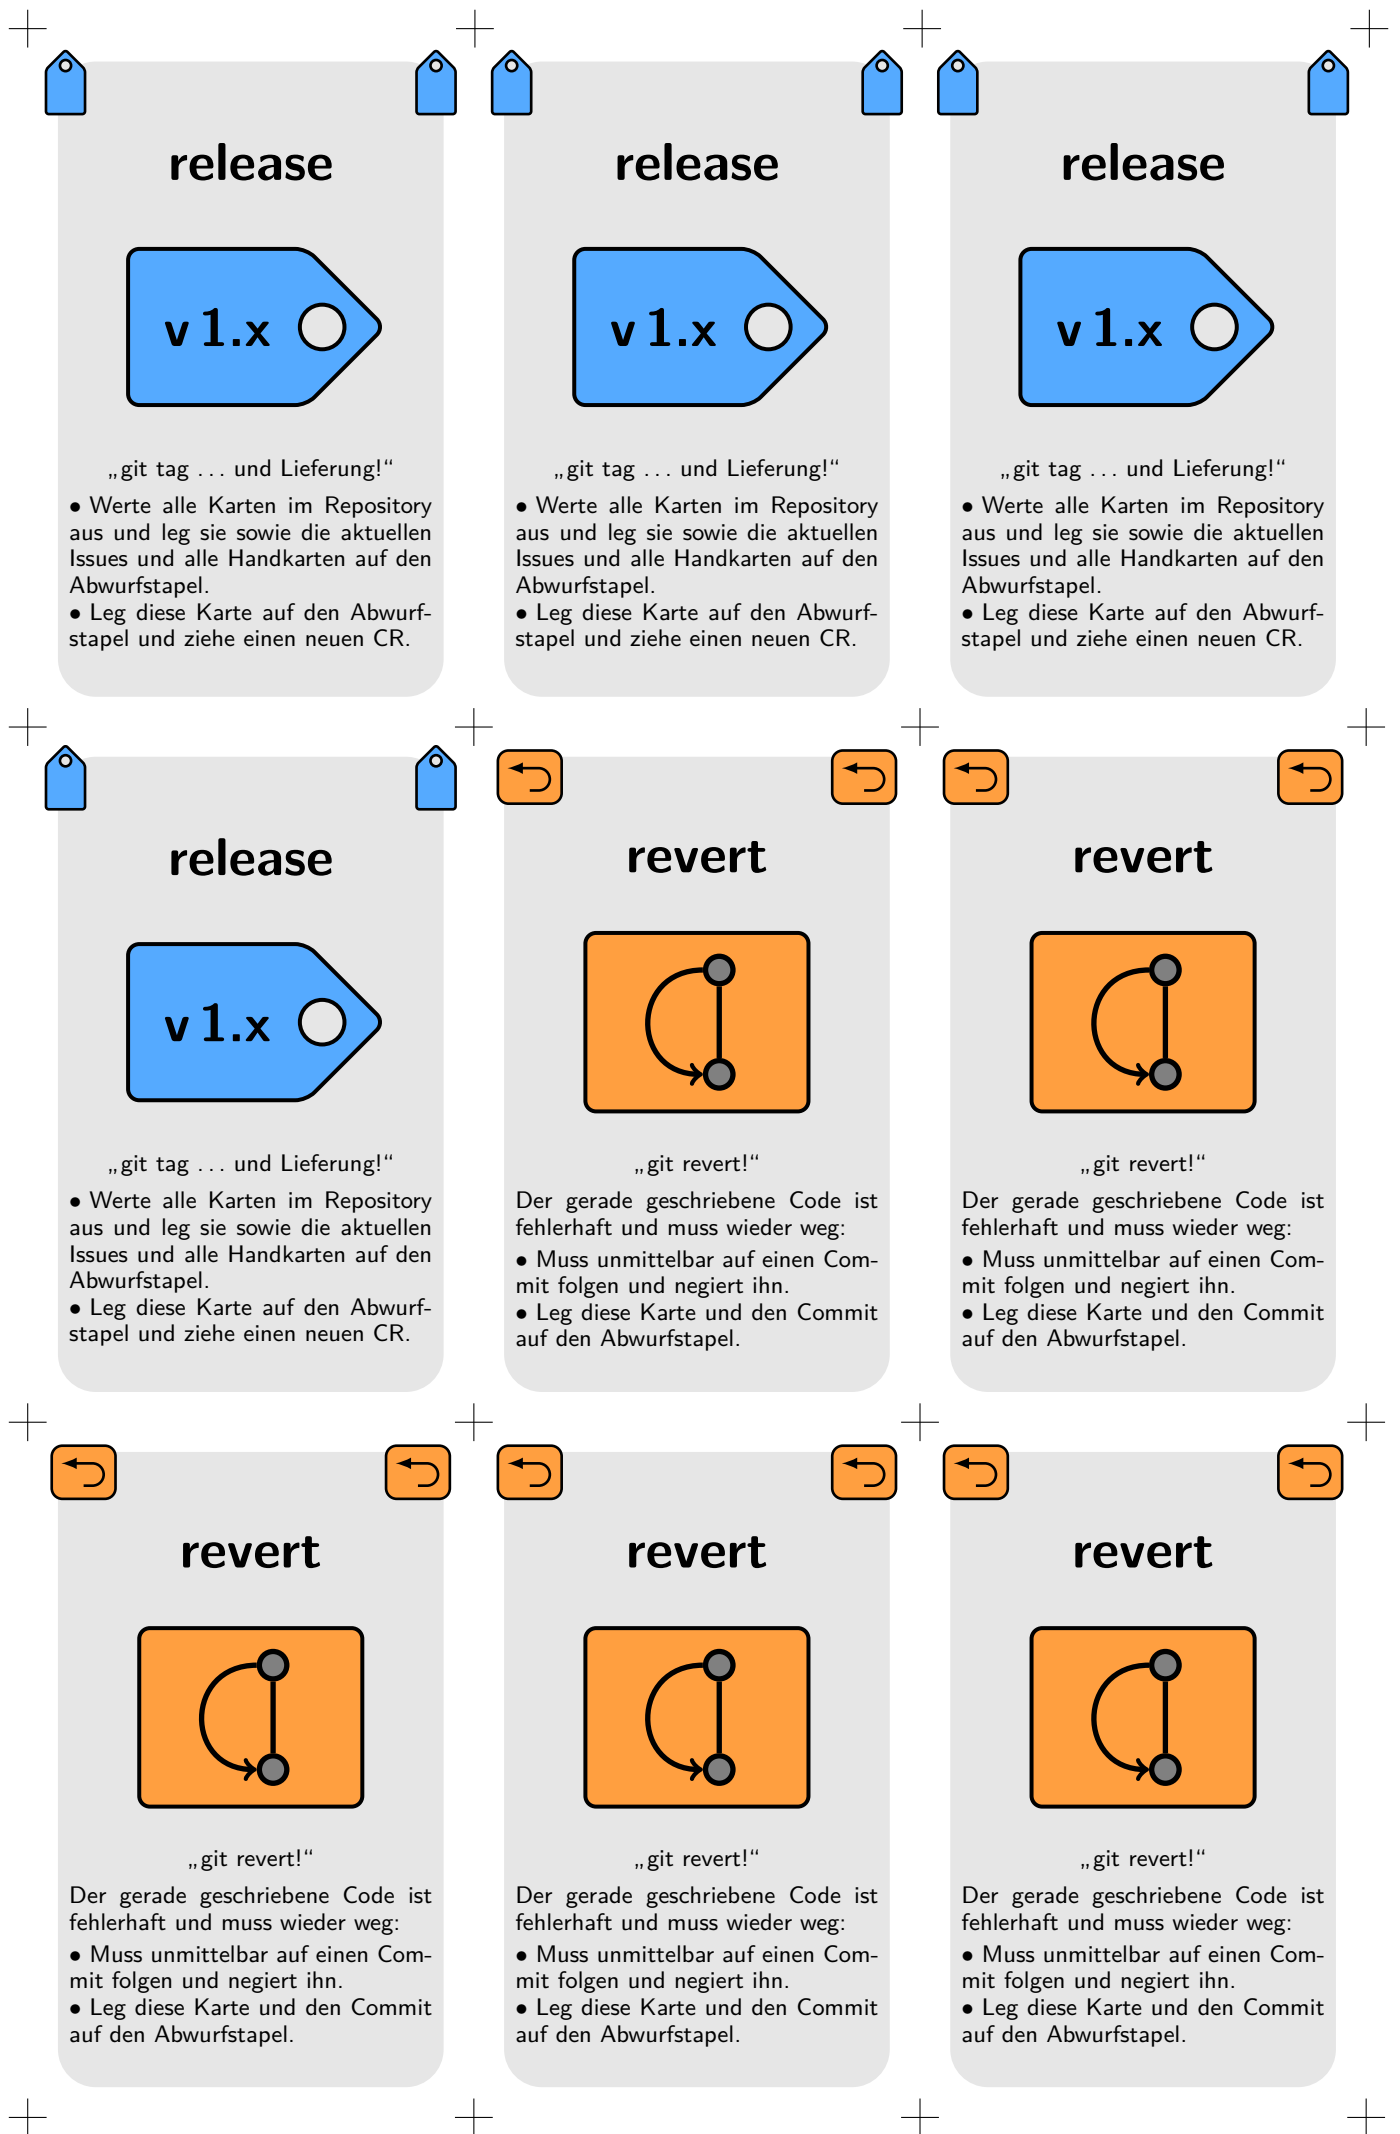 release
v 1.x
„git tag . . . und Lieferung!“
• Werte alle Karten im Repository
aus und leg sie sowie die aktuellen
Issues und alle Handkarten auf den
Abwurfstapel.
• Leg diese Karte auf den Abwurf-
stapel und ziehe einen neuen CR.
release
v 1.x
„git tag . . . und Lieferung!“
• Werte alle Karten im Repository
aus und leg sie sowie die aktuellen
Issues und alle Handkarten auf den
Abwurfstapel.
• Leg diese Karte auf den Abwurf-
stapel und ziehe einen neuen CR.
release
v 1.x
„git tag . . . und Lieferung!“
• Werte alle Karten im Repository
aus und leg sie sowie die aktuellen
Issues und alle Handkarten auf den
Abwurfstapel.
• Leg diese Karte auf den Abwurf-
stapel und ziehe einen neuen CR.
release
v 1.x
„git tag . . . und Lieferung!“
• Werte alle Karten im Repository
aus und leg sie sowie die aktuellen
Issues und alle Handkarten auf den
Abwurfstapel.
• Leg diese Karte auf den Abwurf-
stapel und ziehe einen neuen CR.
revert
„git revert!“
Der gerade geschriebene Code ist
fehlerhaft und muss wieder weg:
• Muss unmittelbar auf einen Com-
mit folgen und negiert ihn.
• Leg diese Karte und den Commit
auf den Abwurfstapel.
revert
„git revert!“
Der gerade geschriebene Code ist
fehlerhaft und muss wieder weg:
• Muss unmittelbar auf einen Com-
mit folgen und negiert ihn.
• Leg diese Karte und den Commit
auf den Abwurfstapel.
revert
„git revert!“
Der gerade geschriebene Code ist
fehlerhaft und muss wieder weg:
• Muss unmittelbar auf einen Com-
mit folgen und negiert ihn.
• Leg diese Karte und den Commit
auf den Abwurfstapel.
revert
„git revert!“
Der gerade geschriebene Code ist
fehlerhaft und muss wieder weg:
• Muss unmittelbar auf einen Com-
mit folgen und negiert ihn.
• Leg diese Karte und den Commit
auf den Abwurfstapel.
revert
„git revert!“
Der gerade geschriebene Code ist
fehlerhaft und muss wieder weg:
• Muss unmittelbar auf einen Com-
mit folgen und negiert ihn.
• Leg diese Karte und den Commit
auf den Abwurfstapel.